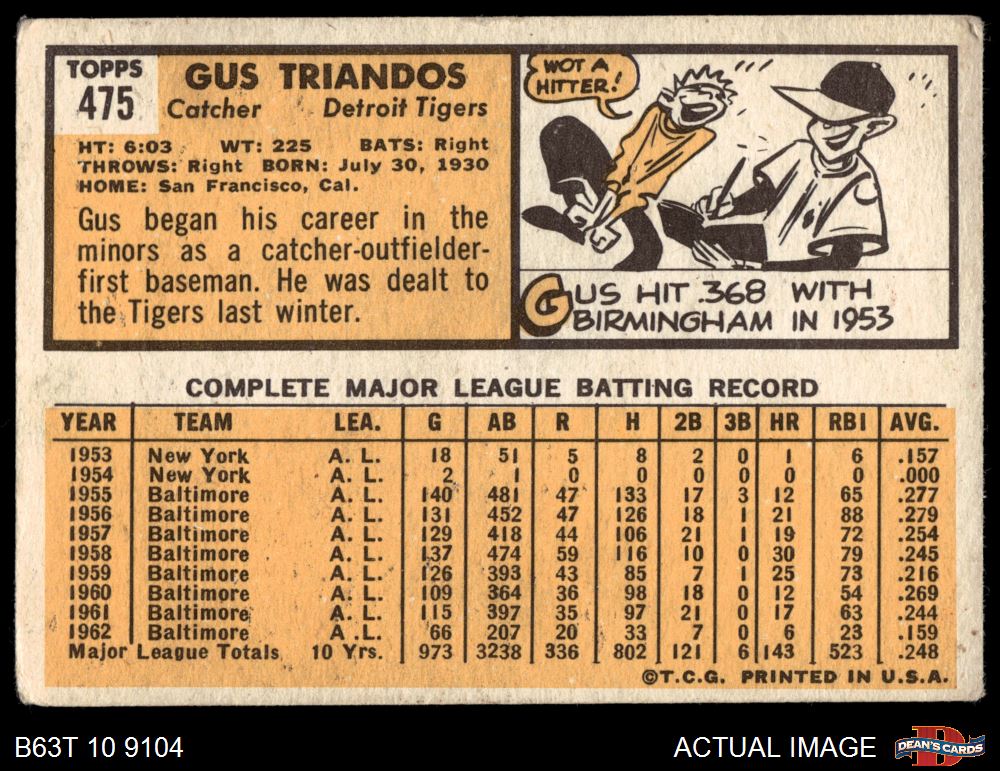 TOPPS
475
GUS TRIANDOS
Catcher Detroit Tigers
HT: 6:03 WT: 225 BATS: Right
THROWS: Right BORN: July 30, 1930
HOME: San Francisco, Cal.
Gus began his career in the
minors as a catcher-outfielder-
first baseman. He was dealt to
the Tigers last winter.
WOT A
HITTER!
GUS HIT .368 WITH
BIRMINGHAM IN 1953
COMPLETE MAJOR LEAGUE BATTING RECORD
YEAR TEAM LEA. G AB R H 2B 3B HR RBI AVG.
1953 New York A. L. 18 51 5 8 2 0 1 6 .157
1954 New York A. L. 2 1 0 0 0 0 0 0 .000
1955 Baltimore A. L. 140 481 47 133 17 3 12 65 .277
1956 Baltimore A. L. 131 452 47 126 18 1 21 88 .279
1957 Baltimore A. L. 129 418 44 106 21 1 19 72 .254
1958 Baltimore A. L. 137 474 59 116 10 0 30 79 .245
1959 Baltimore A. L. 126 393 43 85 7 1 25 73 .216
1960 Baltimore A. L. 109 364 36 98 18 0 12 54 .269
1961 Baltimore A. L. 115 397 35 97 21 0 17 63 .244
1962 Baltimore A. L. 66 207 20 33 7 0 6 23 .159
Major League Totals 10 Yrs. 973 3238 336 802 121 6 143 523 .248
©T.C.G. PRINTED IN U.S.A.
B63T 10 9104
ACTUAL IMAGE
DEAN'S CARDS